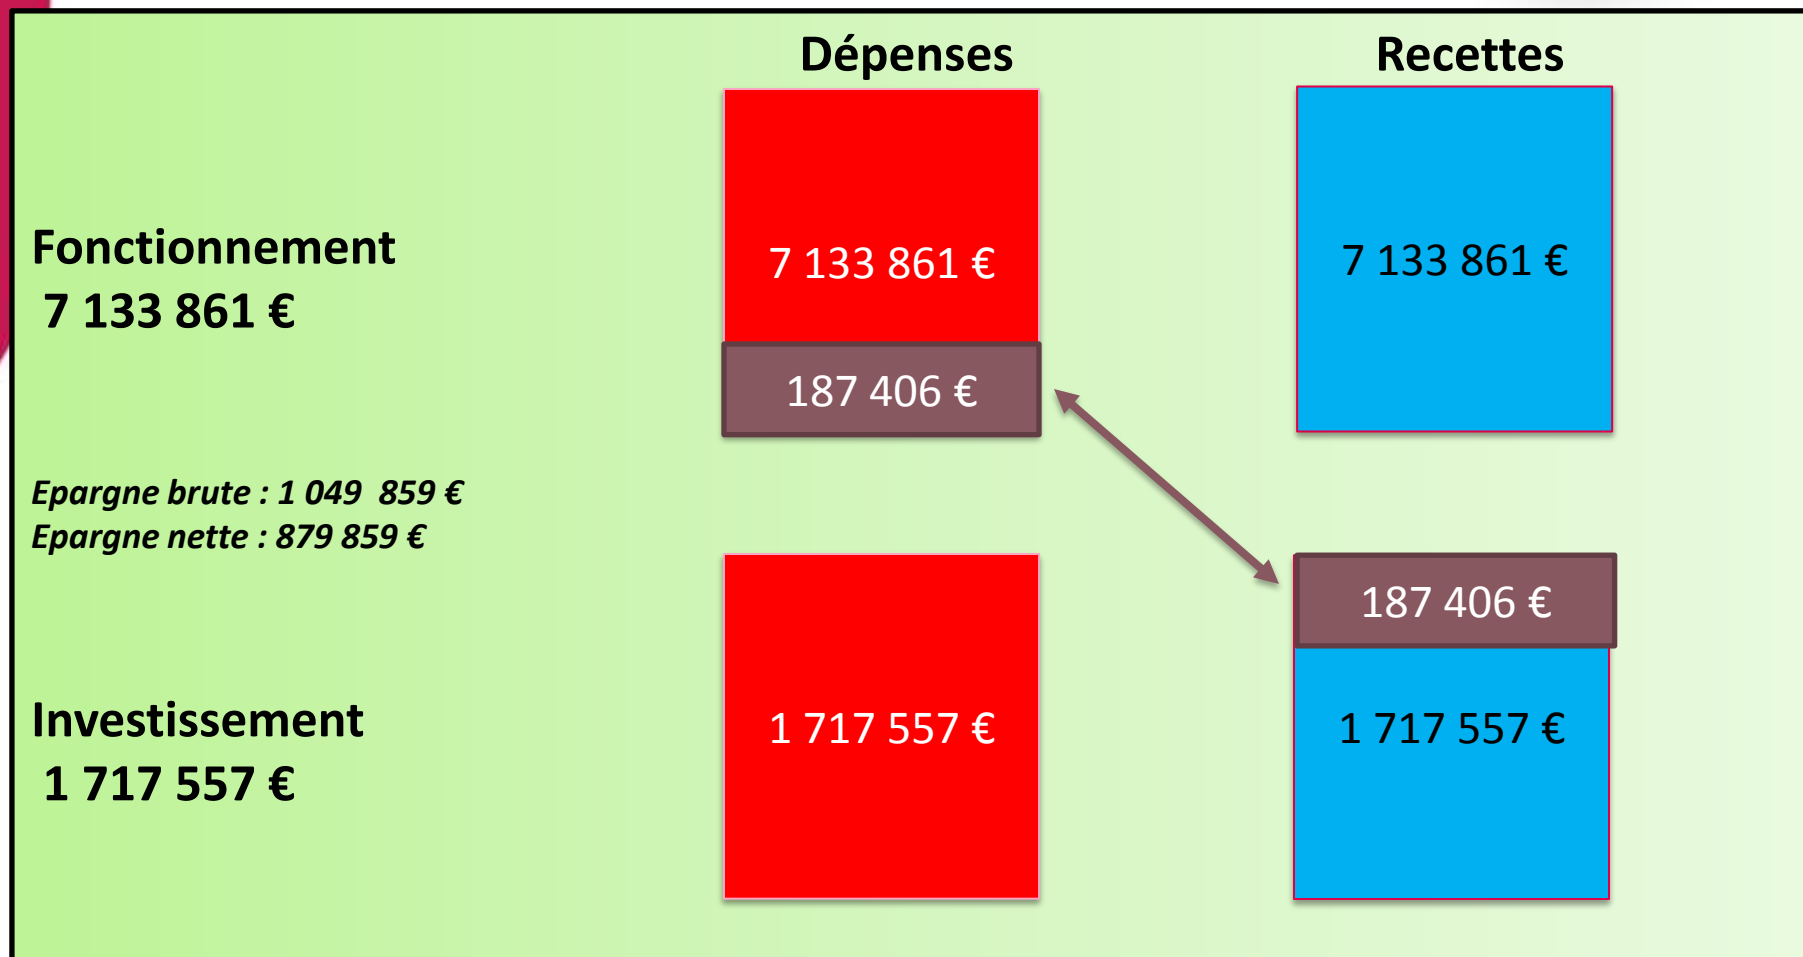 Dépenses
Recettes
Fonctionnement
7 133 861 €
7 133 861 €
7 133 861 €
187 406 €
Epargne brute : 1 049  859 €
Epargne nette : 879 859 €
187 406 €
Investissement
1 717 557 €
1 717 557 €
1 717 557 €